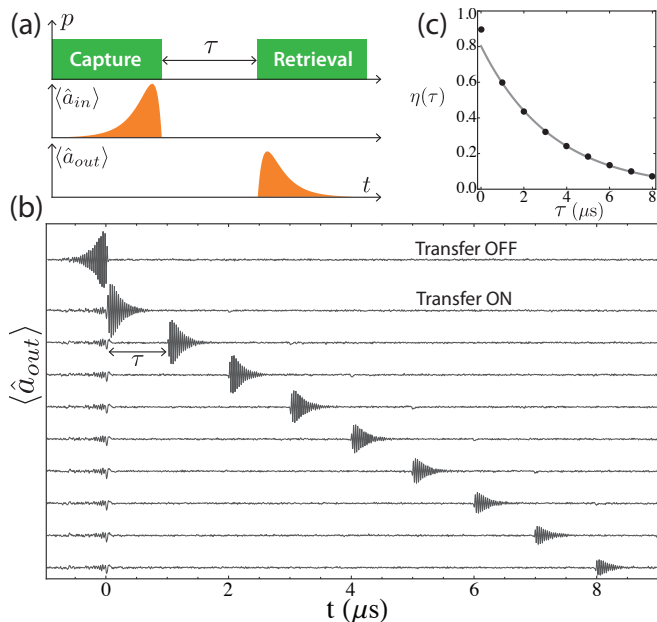 (a)
p
Capture
τ
Retrieval
⟨â_in⟩
⟨â_out⟩
t
(c)
1.0
0.8
0.6
η(τ)
0.4
0.2
0.0
0 2 4 6 8
τ (μs)
(b)
Transfer OFF
Transfer ON
τ
⟨â_out⟩
0 2 4 6 8
t (μs)